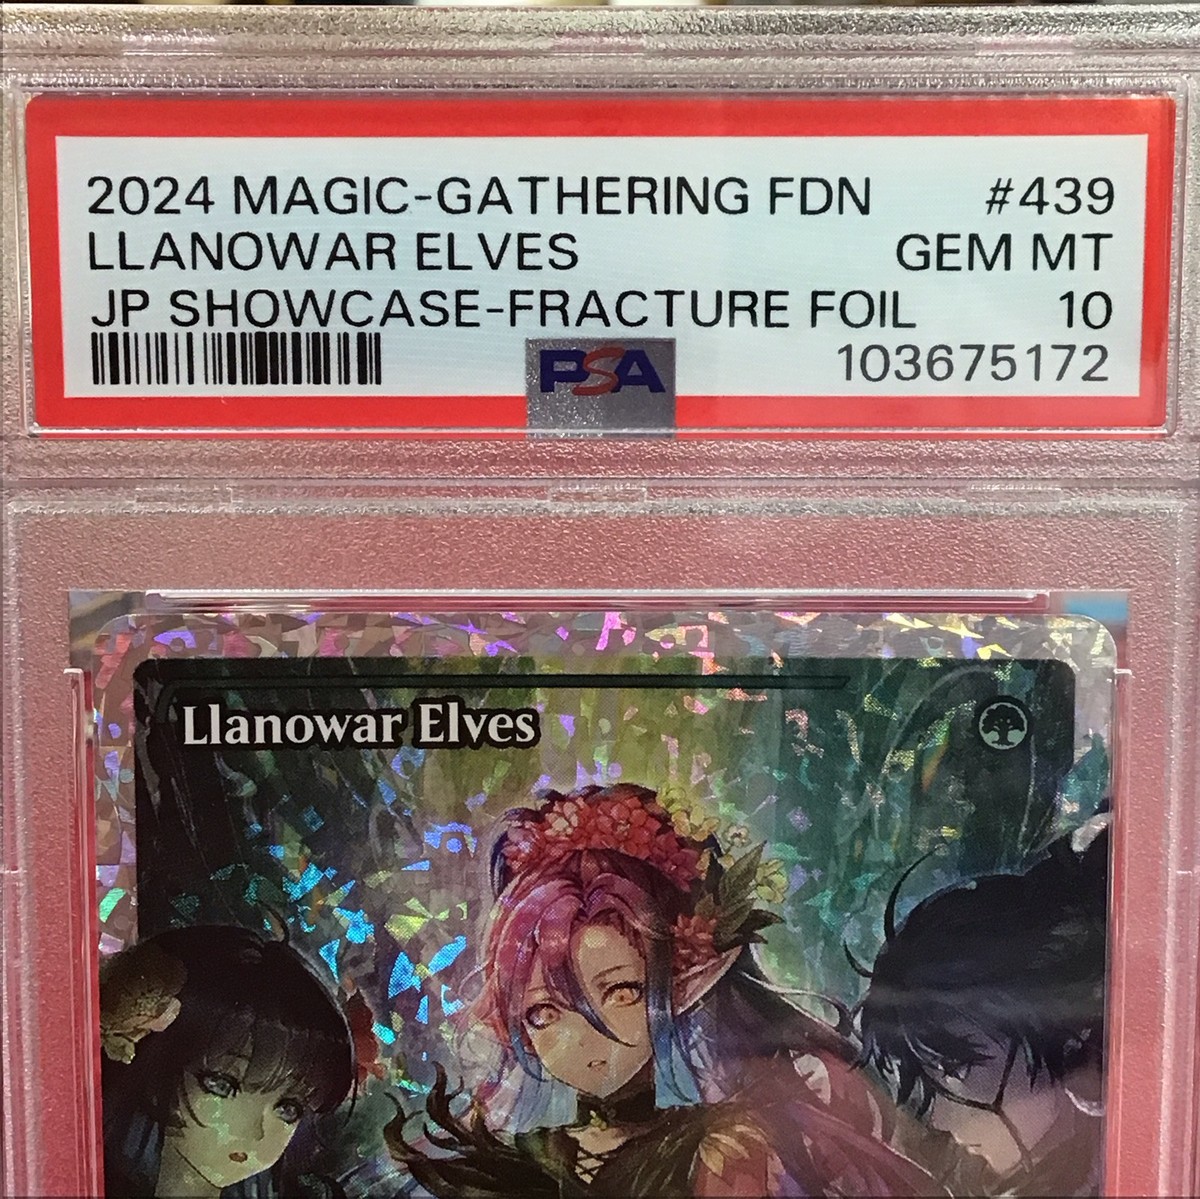 2024 MAGIC-GATHERING FDN #439
LLANOWAR ELVES GEM MT
JP SHOWCASE-FRACTURE FOIL 10
PSA 103675172
Llanowar Elves